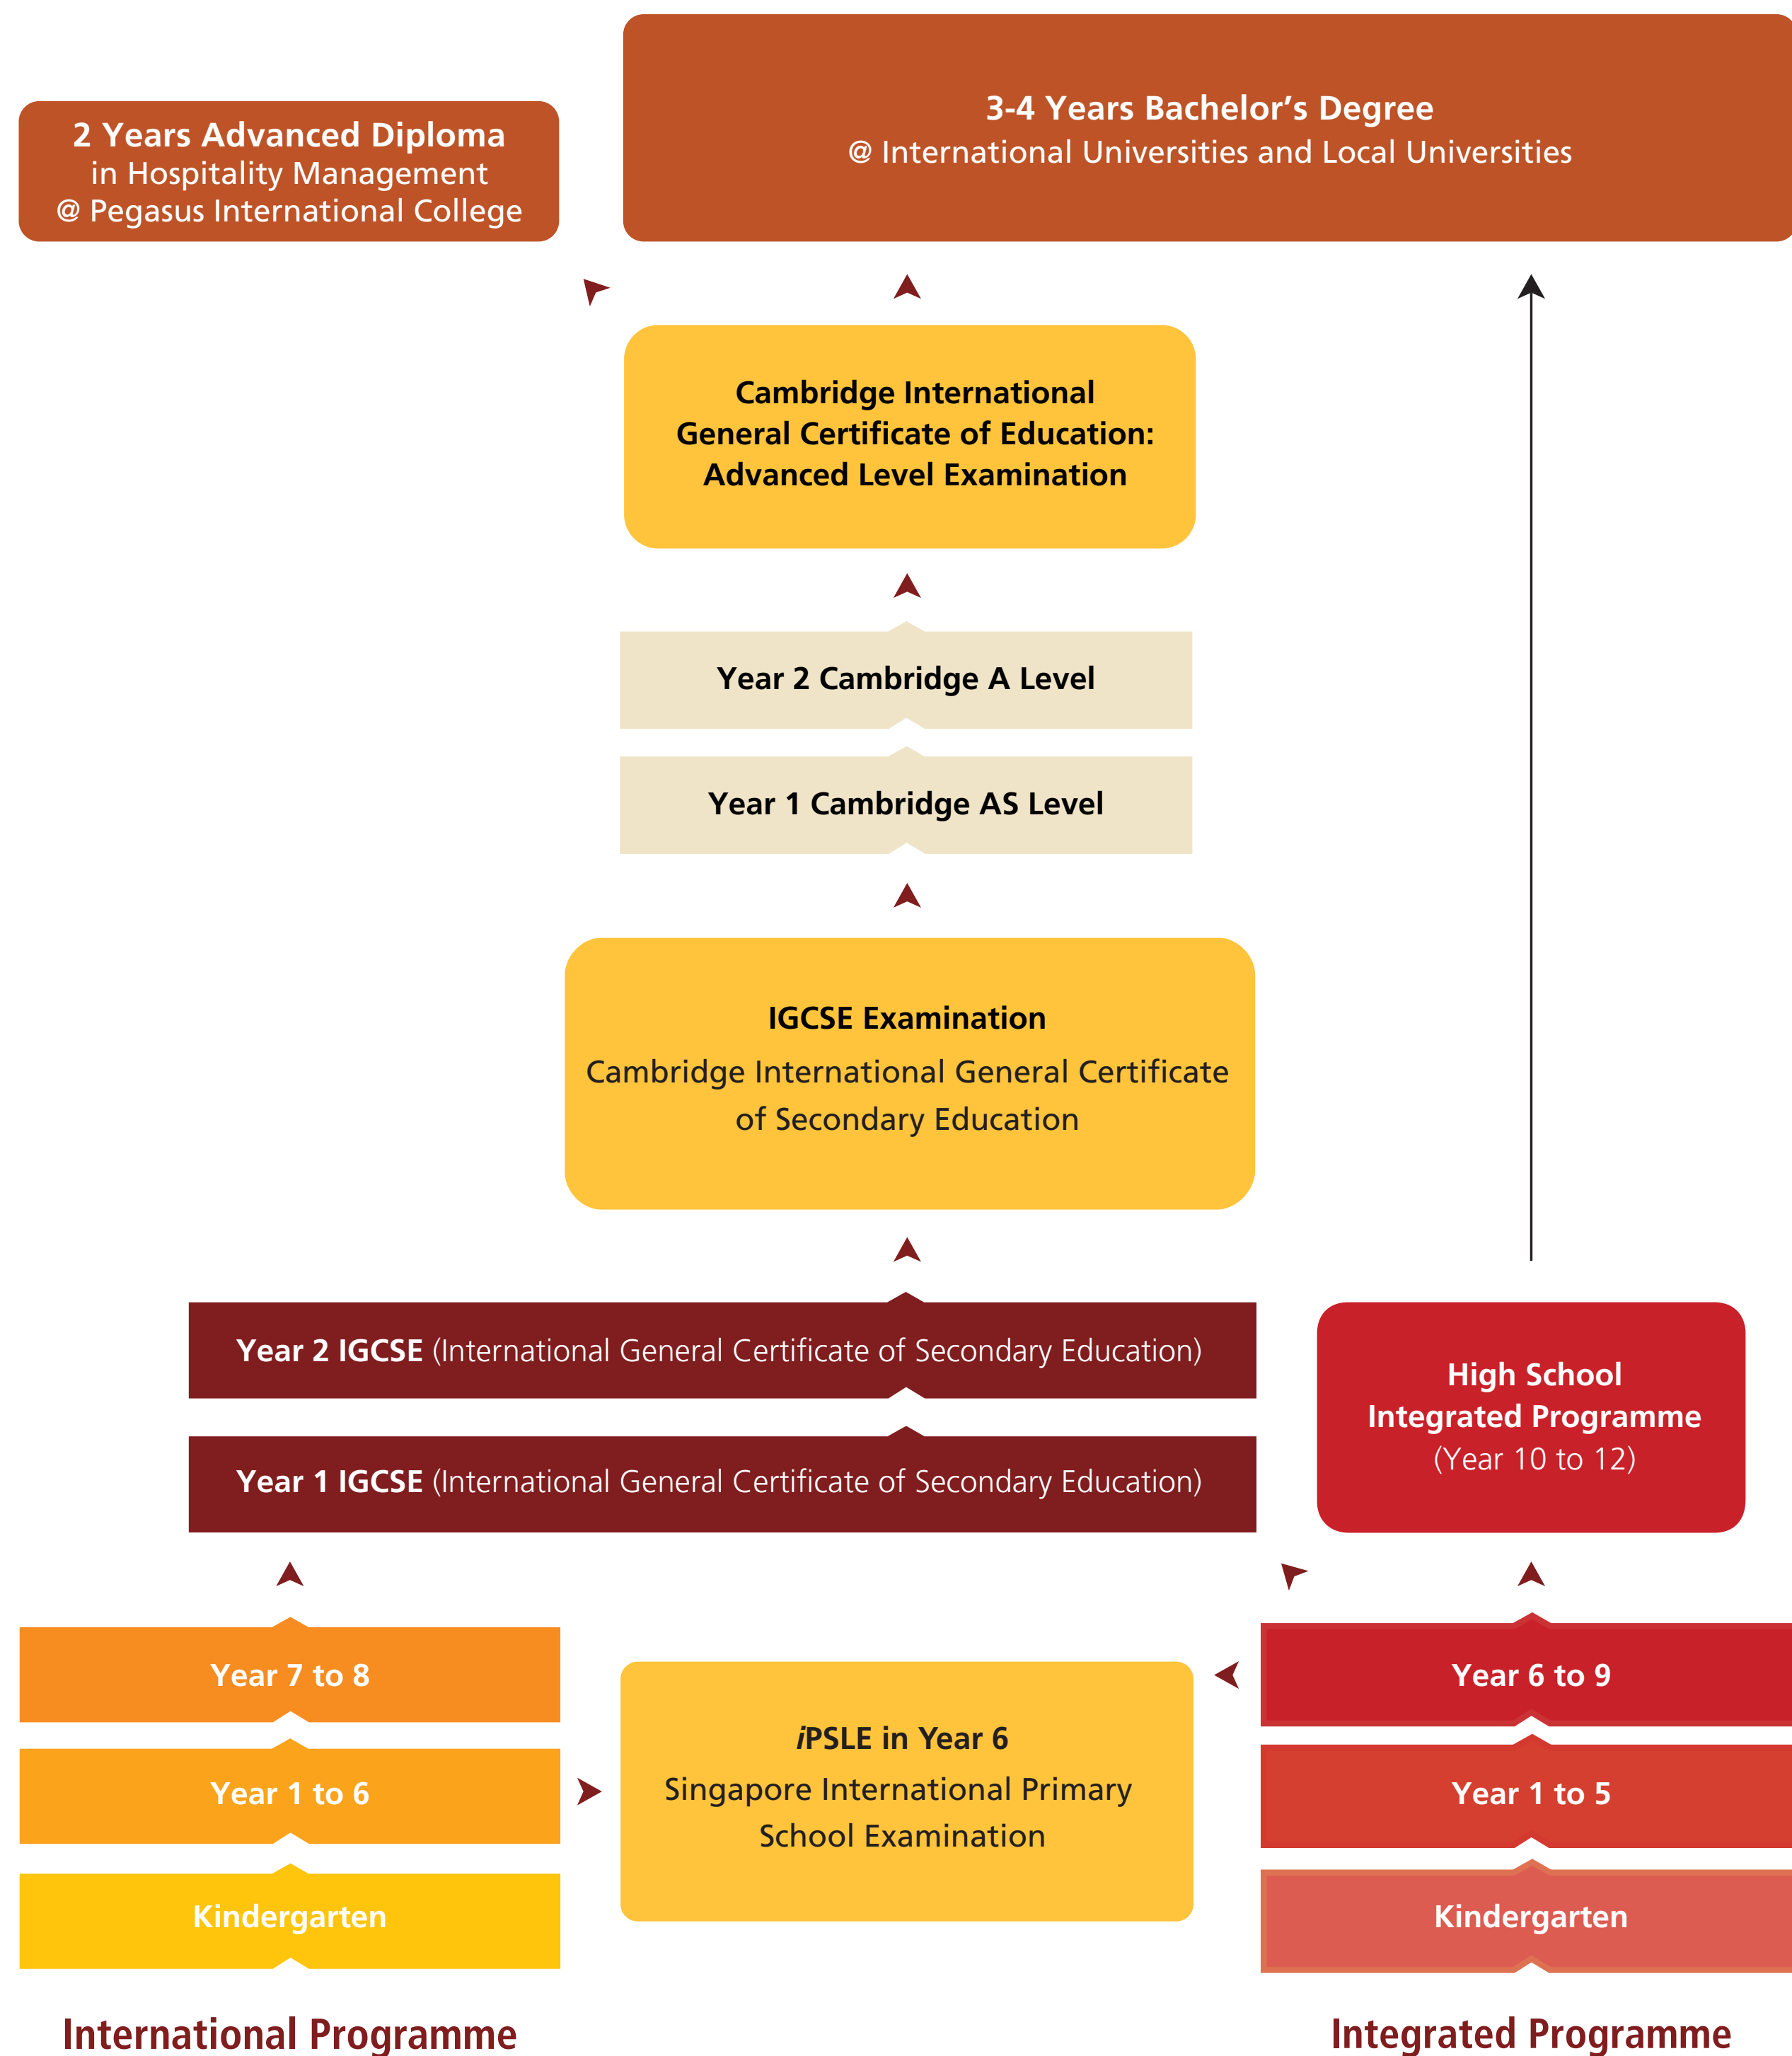 3-4 Years Bachelor’s Degree
@ International Universities and Local Universities
2 Years Advanced Diploma
in Hospitality Management
@ Pegasus International College
Cambridge International
General Certificate of Education:
Advanced Level Examination
Year 2 Cambridge A Level
Year 1 Cambridge AS Level
IGCSE Examination
Cambridge International General Certificate
of Secondary Education
Year 2 IGCSE (International General Certificate of Secondary Education)
Year 1 IGCSE (International General Certificate of Secondary Education)
High School
Integrated Programme
(Year 10 to 12)
Year 7 to 8
Year 1 to 6
Kindergarten
iPSLE in Year 6
Singapore International Primary
School Examination
Year 6 to 9
Year 1 to 5
Kindergarten
International Programme
Integrated Programme